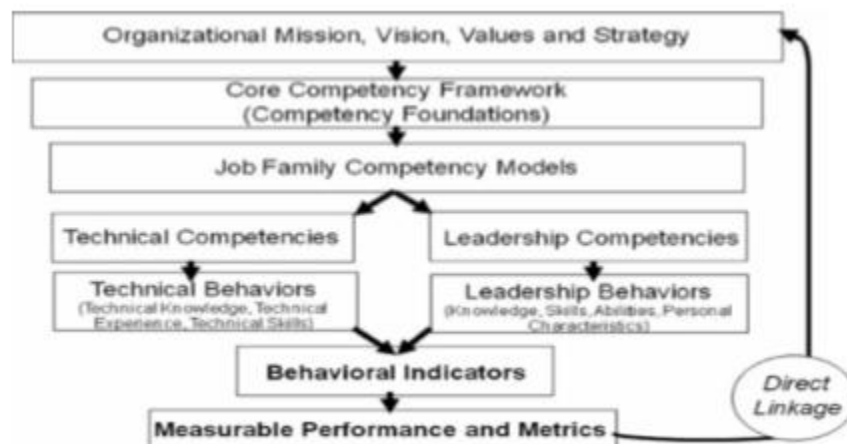 Organizational Mission, Vision, Values and Strategy
Core Competency Framework
(Competency Foundations)
Job Family Competency Models
Technical Competencies
Leadership Competencies
Technical Behaviors
(Technical Knowledge, Technical
Experience, Technical Skills)
Leadership Behaviors
(Knowledge, Skills, Abilities, Personal
Characteristics)
Behavioral Indicators
Direct
Linkage
Measurable Performance and Metrics